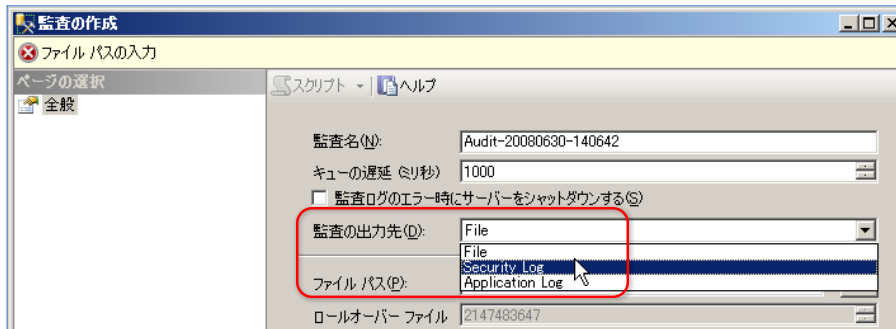 監査の作成
ファイル パスの入力
ページの選択
全般
スクリプト ヘルプ
監査名(N): Audit-20080630-140642
キューの遅延 (ミリ秒) 1000
監査ログのエラー時にサーバーをシャットダウンする(S)
監査の出力先(D): File
File
Security Log
Application Log
ファイル パス(P):
ロールオーバー ファイル 2147483647